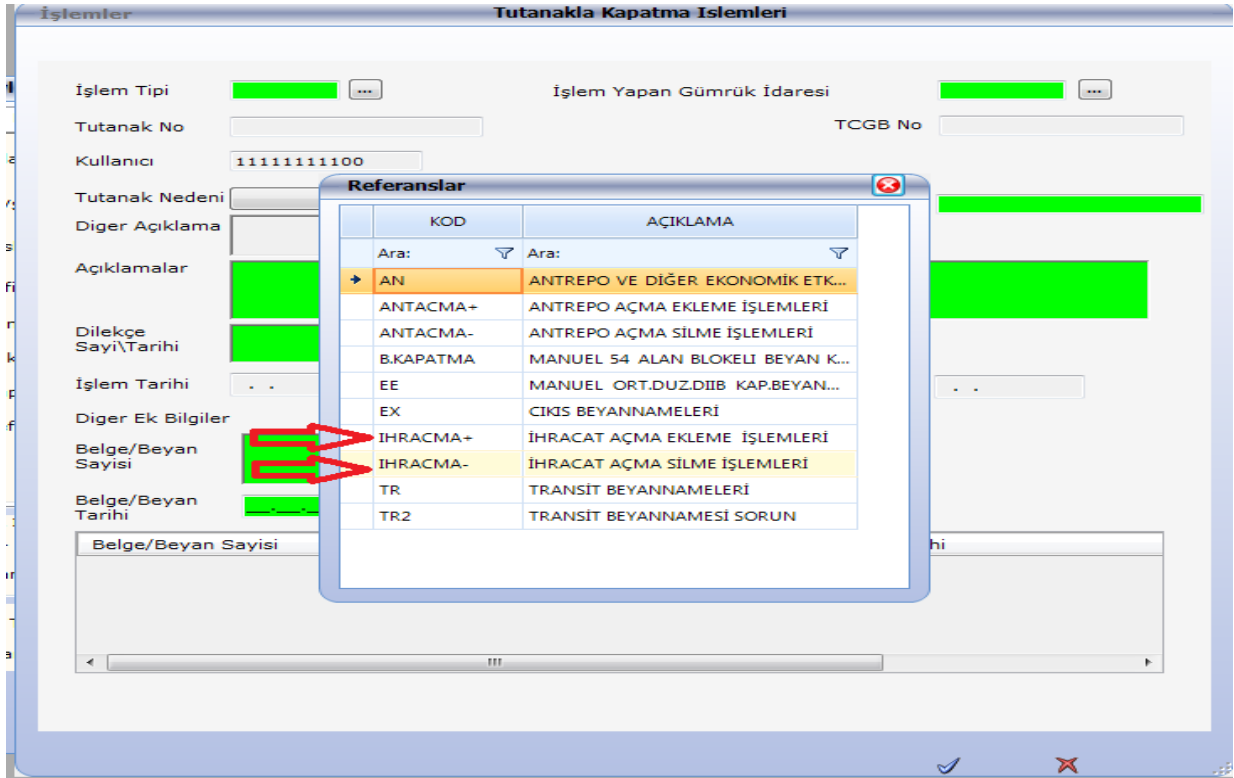 İşlemler
Tutanakla Kapatma Islemleri
İşlem Tipi
...
İşlem Yapan Gümrük İdaresi
...
Tutanak No
TCGB No
Kullanıcı
11111111100
Tutanak Nedeni
Diger Açıklama
Açıklamalar
Dilekçe
Sayi\Tarihi
İşlem Tarihi
. .
. .
Diger Ek Bilgiler
Belge/Beyan
Sayisi
Belge/Beyan
Tarihi
__.__._
Belge/Beyan Sayisi
hi
Referanslar
KOD AÇIKLAMA
Ara: Ara:
AN ANTREPO VE DİĞER EKONOMİK ETK...
ANTACMA+ ANTREPO AÇMA EKLEME İŞLEMLERİ
ANTACMA- ANTREPO AÇMA SİLME İŞLEMLERİ
B.KAPATMA MANUEL 54 ALAN BLOKELI BEYAN K...
EE MANUEL ORT.DUZ.DIIB KAP.BEYAN...
EX CIKIS BEYANNAMELERİ
IHRACMA+ İHRACAT AÇMA EKLEME İŞLEMLERİ
IHRACMA- İHRACAT AÇMA SİLME İŞLEMLERİ
TR TRANSİT BEYANNAMELERİ
TR2 TRANSİT BEYANNAMESİ SORUN